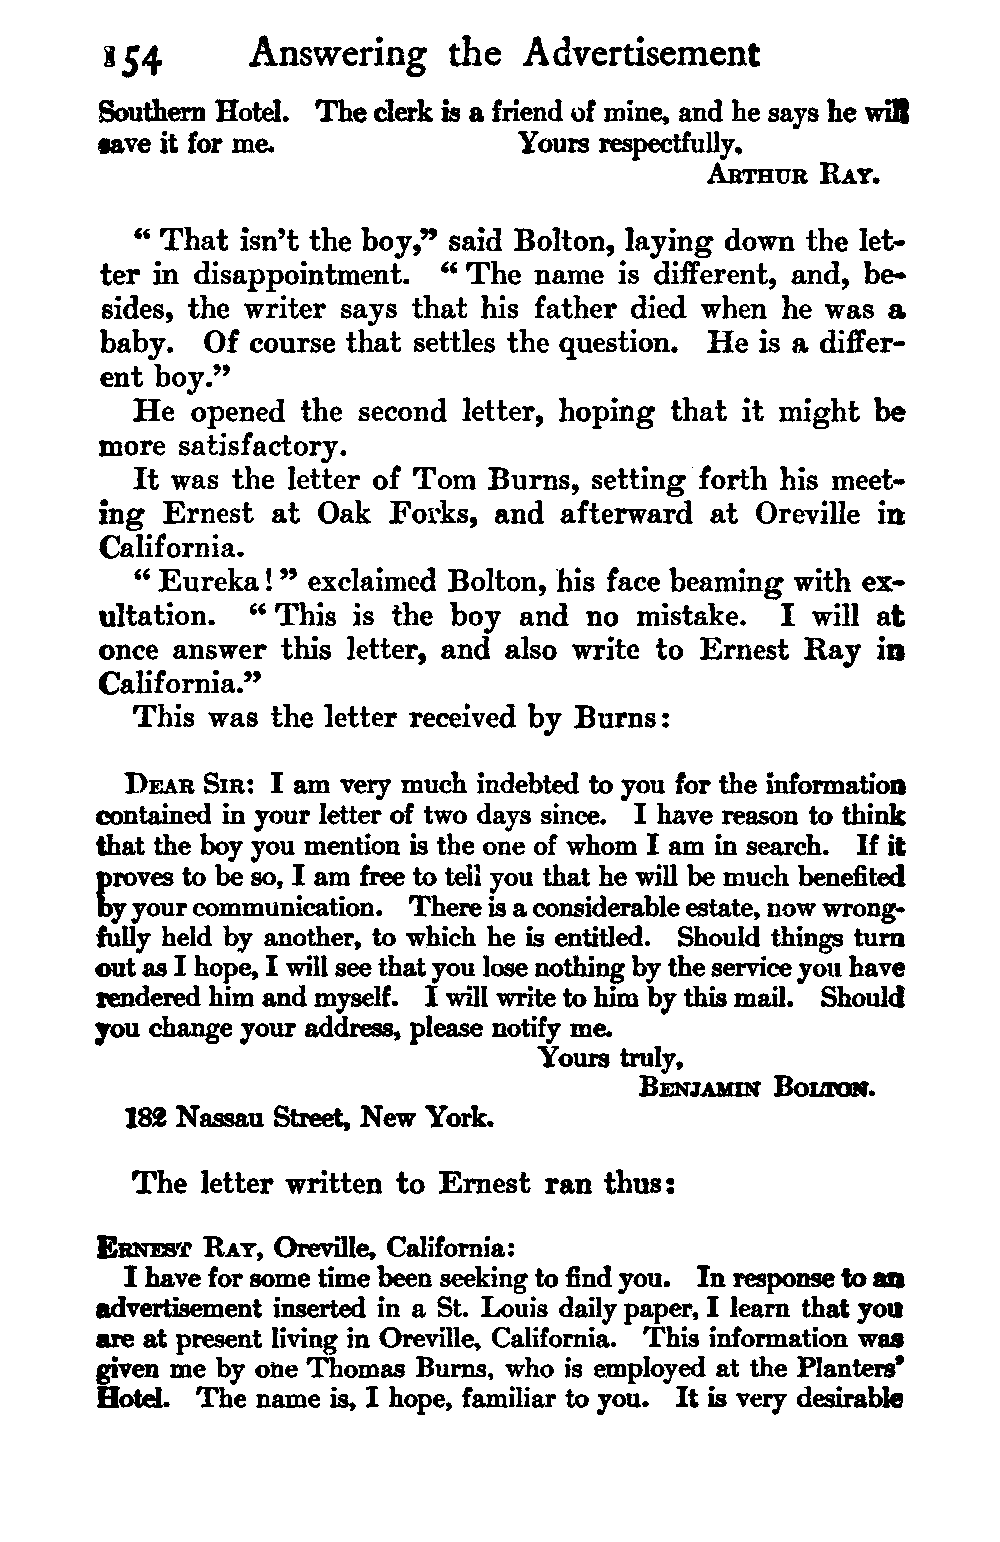 154 Answering the Advertisement
Southern Hotel. The clerk is a friend of mine, and he says he will
save it for me. Yours respectfully,
ARTHUR RAY.
" That isn't the boy," said Bolton, laying down the let-
ter in disappointment. " The name is different, and, be-
sides, the writer says that his father died when he was a
baby. Of course that settles the question. He is a differ-
ent boy."
He opened the second letter, hoping that it might be
more satisfactory.
It was the letter of Tom Burns, setting forth his meet-
ing Ernest at Oak Forks, and afterward at Oreville in
California.
" Eureka! " exclaimed Bolton, his face beaming with ex-
ultation. " This is the boy and no mistake. I will at
once answer this letter, and also write to Ernest Ray in
California."
This was the letter received by Burns:
DEAR SIR: I am very much indebted to you for the information
contained in your letter of two days since. I have reason to think
that the boy you mention is the one of whom I am in search. If it
proves to be so, I am free to tell you that he will be much benefited
by your communication. There is a considerable estate, now wrong-
fully held by another, to which he is entitled. Should things turn
out as I hope, I will see that you lose nothing by the service you have
rendered him and myself. I will write to him by this mail. Should
you change your address, please notify me.
Yours truly,
BENJAMIN BOLTON.
182 Nassau Street, New York.
The letter written to Ernest ran thus:
ERNEST RAY, Oreville, California:
I have for some time been seeking to find you. In response to an
advertisement inserted in a St. Louis daily paper, I learn that you
are at present living in Oreville, California. This information was
given me by one Thomas Burns, who is employed at the Planters'
Hotel. The name is, I hope, familiar to you. It is very desirable